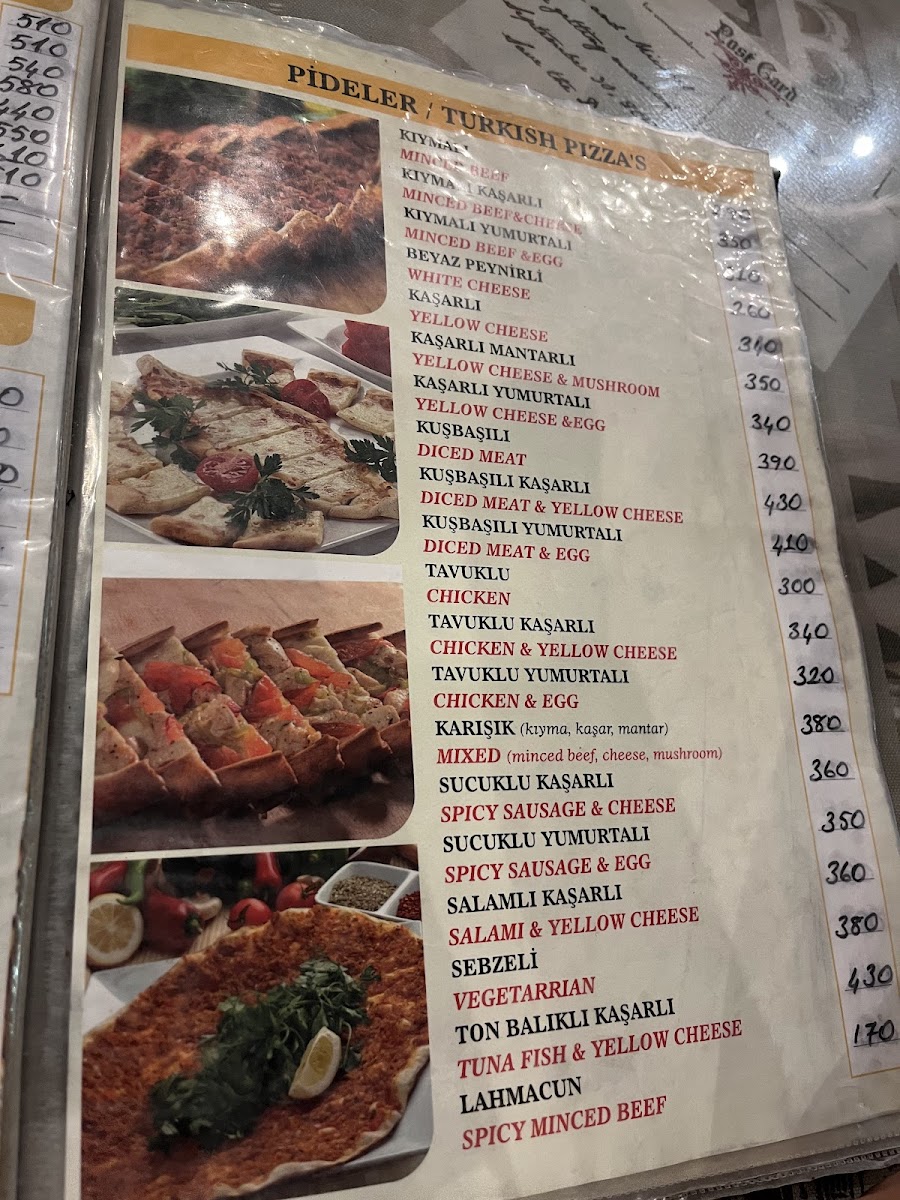 510
510
540
580
440
550
PİDELER / TURKISH PIZZA'S
KIYMALI
MINCED BEEF
KIYMALI KAŞARLI 350
MINCED BEEF&CHEESE
KIYMALI YUMURTALI
MINCED BEEF &EGG
BEYAZ PEYNİRLİ
WHITE CHEESE
KAŞARLI 340
YELLOW CHEESE
KAŞARLI MANTARLI 350
YELLOW CHEESE & MUSHROOM
KAŞARLI YUMURTALI 340
YELLOW CHEESE &EGG
KUŞBAŞILI 390
DICED MEAT
KUŞBAŞILI KAŞARLI 430
DICED MEAT & YELLOW CHEESE
KUŞBAŞILI YUMURTALI 410
DICED MEAT & EGG
TAVUKLU 300
CHICKEN
TAVUKLU KAŞARLI 340
CHICKEN & YELLOW CHEESE
TAVUKLU YUMURTALI 320
CHICKEN & EGG
KARIŞIK (kıyma, kaşar, mantar) 380
MIXED (minced beef, cheese, mushroom)
SUCUKLU KAŞARLI 360
SPICY SAUSAGE & CHEESE
SUCUKLU YUMURTALI 350
SPICY SAUSAGE & EGG
SALAMLI KAŞARLI 360
SALAMI & YELLOW CHEESE
SEBZELİ 380
VEGETARRIAN
TON BALIKLI KAŞARLI 430
TUNA FISH & YELLOW CHEESE
LAHMACUN 170
SPICY MINCED BEEF
Post Card